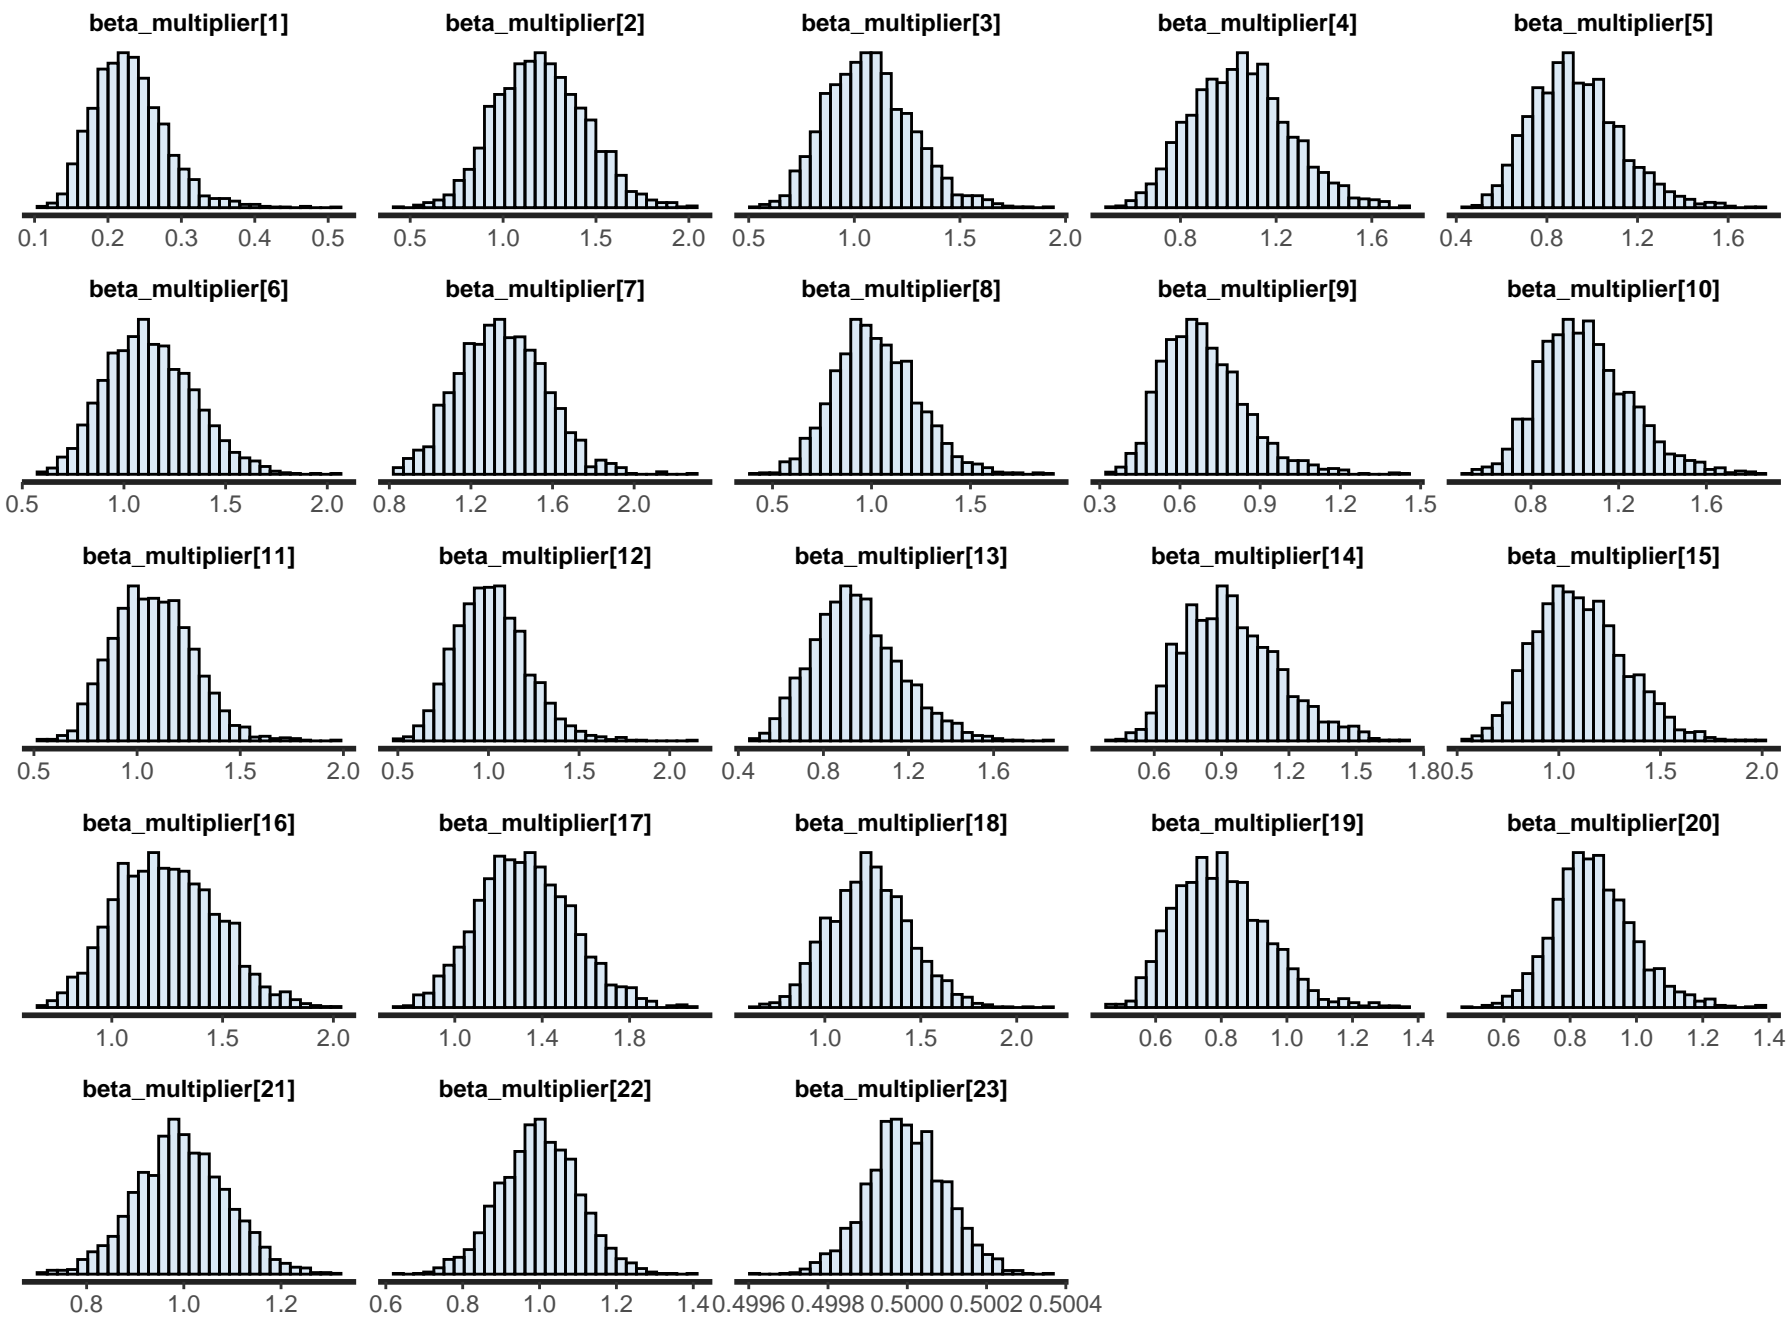 beta_multiplier[1] beta_multiplier[2] beta_multiplier[3] beta_multiplier[4] beta_multiplier[5]
0.1 0.2 0.3 0.4 0.5 0.5 1.0 1.5 2.0 0.5 1.0 1.5 2.0 0.8 1.2 1.6 0.4 0.8 1.2 1.6
beta_multiplier[6] beta_multiplier[7] beta_multiplier[8] beta_multiplier[9] beta_multiplier[10]
0.5 1.0 1.5 2.0 0.8 1.2 1.6 2.0 0.5 1.0 1.5 0.3 0.6 0.9 1.2 1.5 0.8 1.2 1.6
beta_multiplier[11] beta_multiplier[12] beta_multiplier[13] beta_multiplier[14] beta_multiplier[15]
0.5 1.0 1.5 2.0 0.5 1.0 1.5 2.0 0.4 0.8 1.2 1.6 0.6 0.9 1.2 1.5 1.8 0.5 1.0 1.5 2.0
beta_multiplier[16] beta_multiplier[17] beta_multiplier[18] beta_multiplier[19] beta_multiplier[20]
1.0 1.5 2.0 1.0 1.4 1.8 1.0 1.5 2.0 0.6 0.8 1.0 1.2 1.4 0.6 0.8 1.0 1.2 1.4
beta_multiplier[21] beta_multiplier[22] beta_multiplier[23]
0.8 1.0 1.2 0.6 0.8 1.0 1.2 1.4 0.4996 0.4998 0.5000 0.5002 0.5004